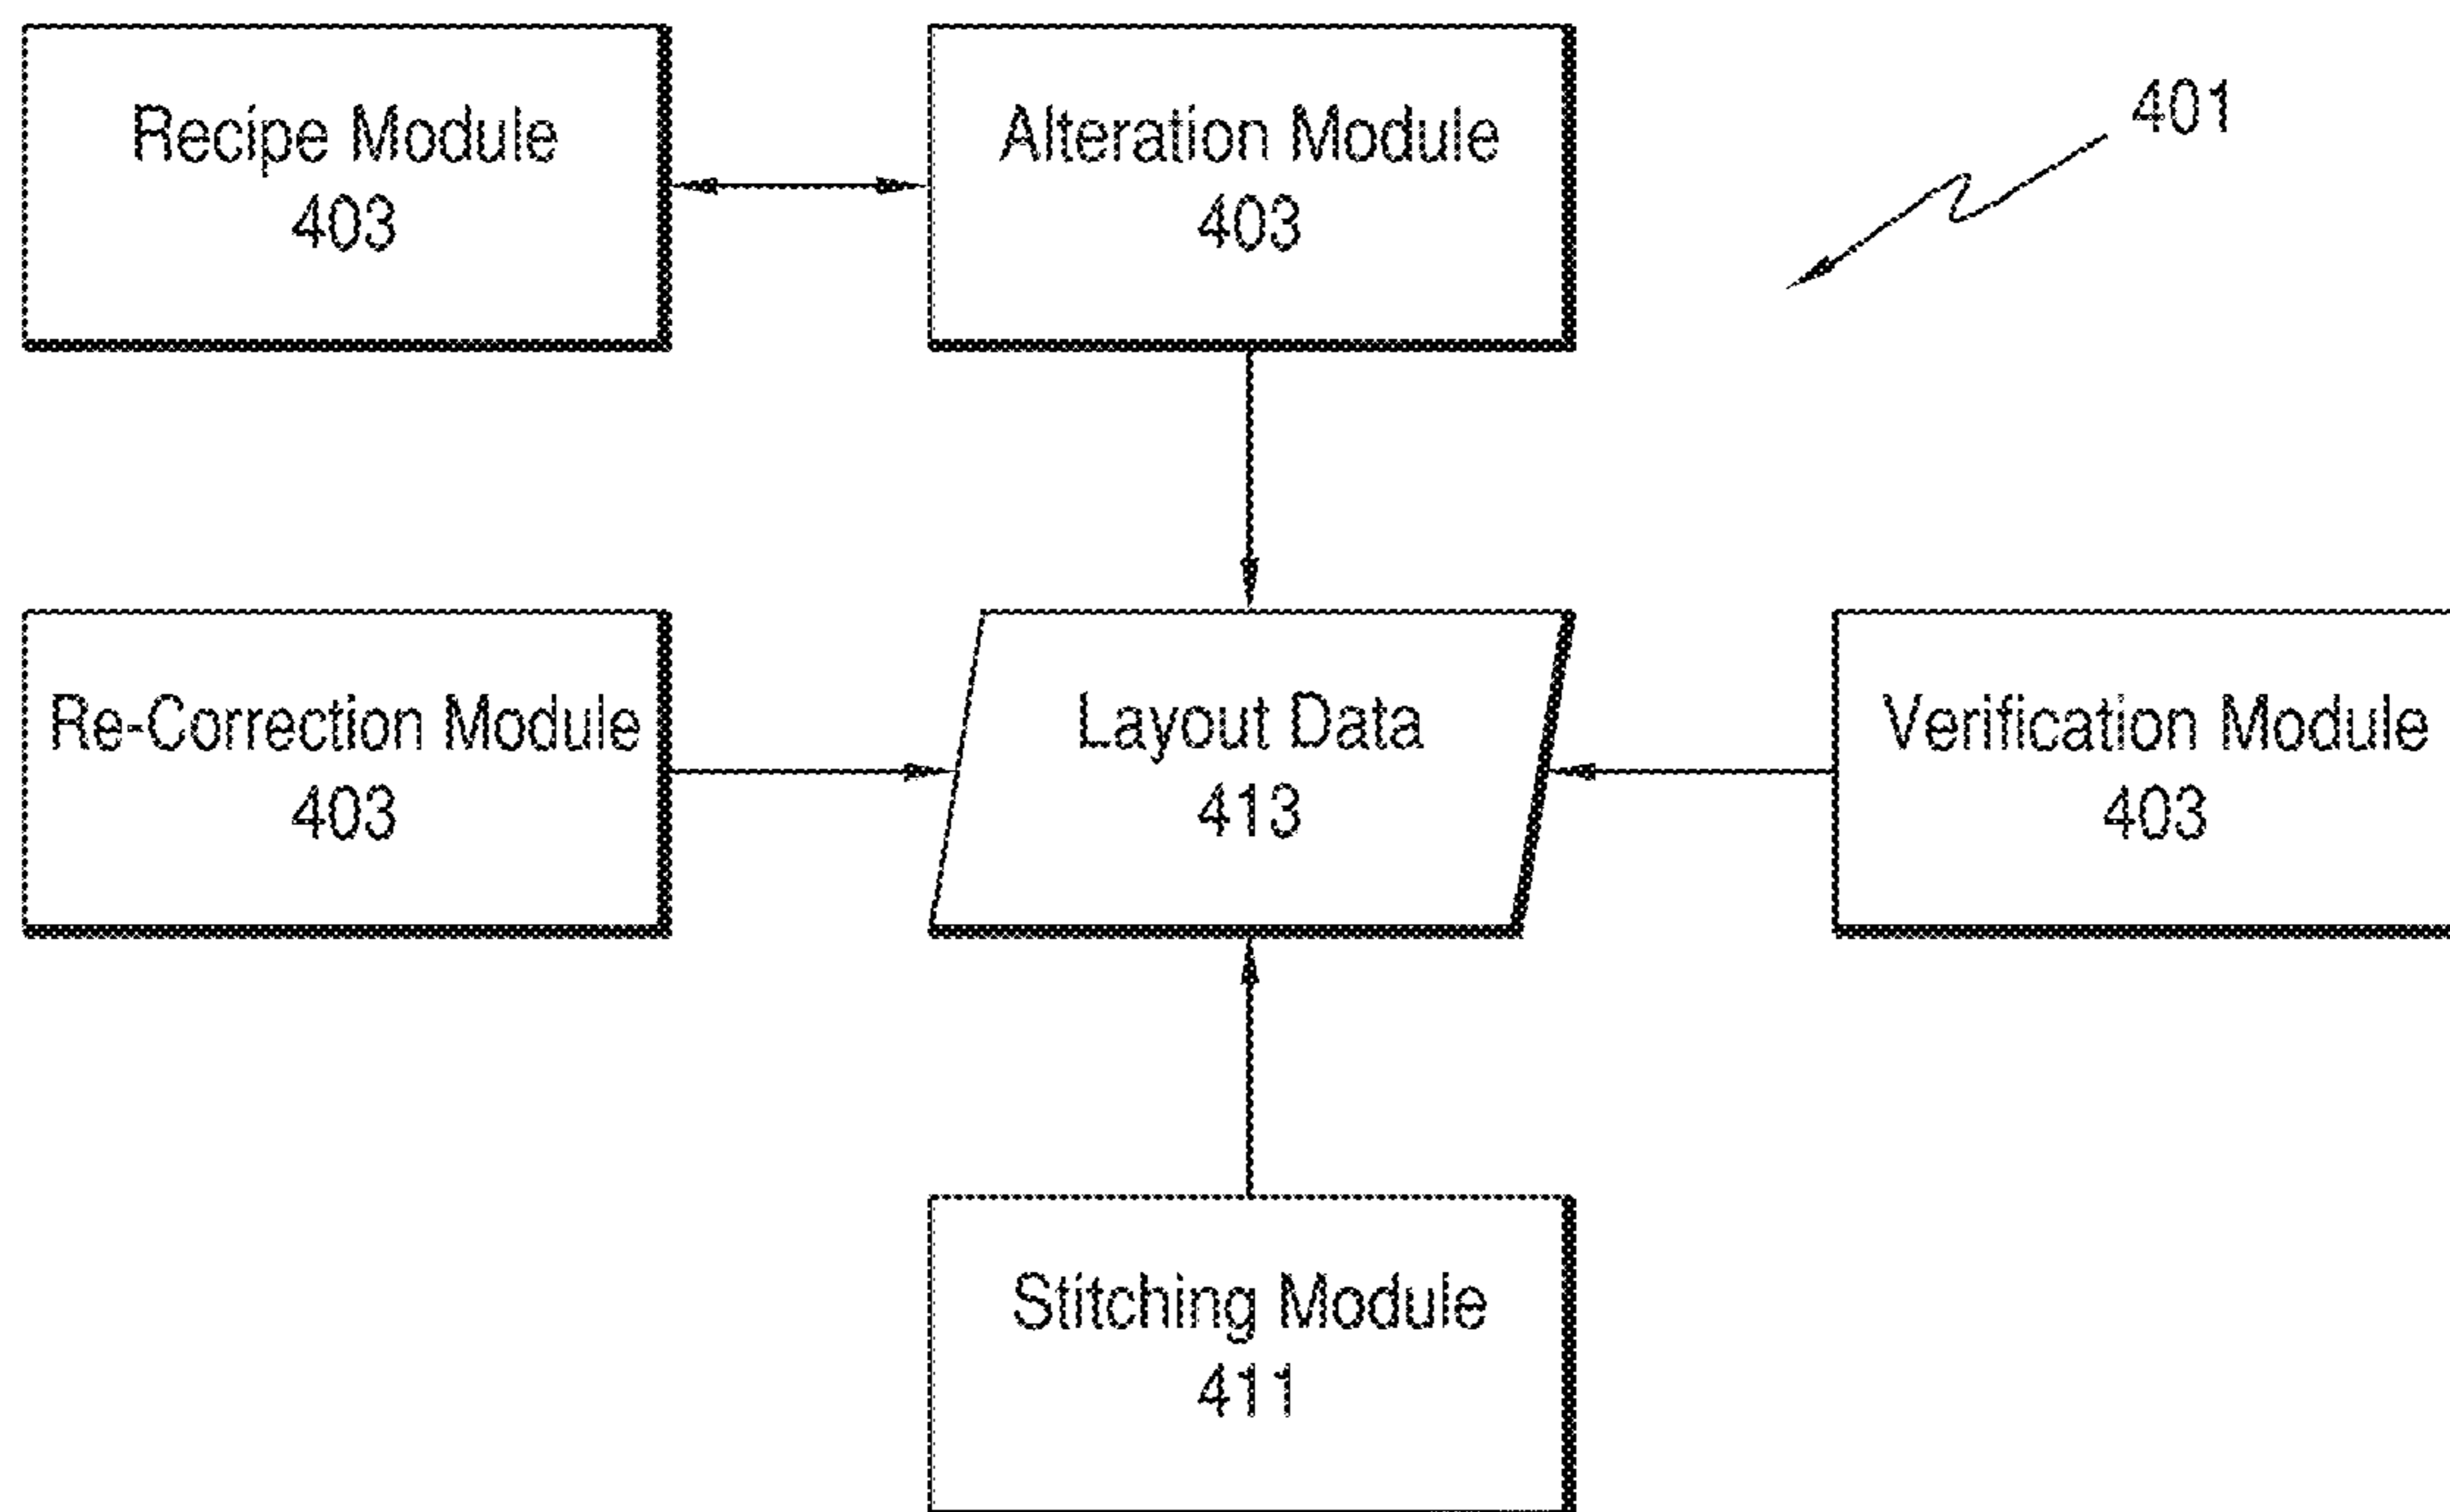 Recipe Module
403
Alteration Module
403
401
Re-Correction Module
403
Layout Data
413
Verification Module
403
Stitching Module
411